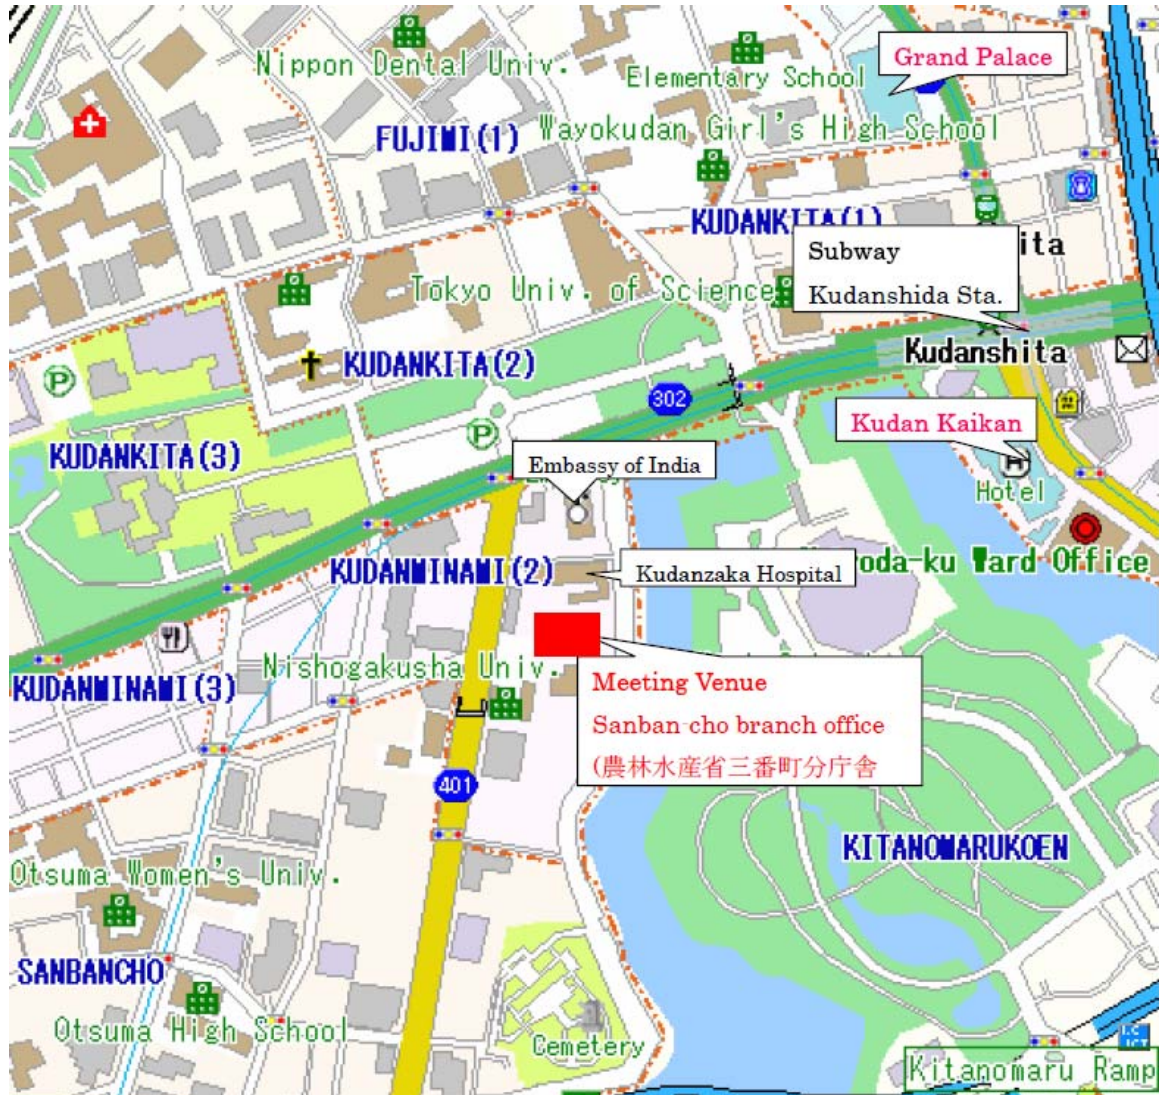 Grand Palace
Nippon Dental Univ.
Elementary School
FUJIMI(1)
Wayokudan Girl's High School
KUDANKITA(1)
Subway
Kudanshida Sta.
ita
Tokyo Univ. of Science
Kudanshita
KUDANKITA(2)
302
P
P
Kudan Kaikan
KUDANKITA(3)
Embassy of India
Hotel
KUDANMINAMI(2)
Kudanzaka Hospital
oda-ku Ward Office
Nishogakusha Univ.
KUDANMINAMI(3)
Meeting Venue
Sanban-cho branch office
(農林水産省三番町分庁舎
401
KITANOMARUKOEN
Otsuma Women's Univ.
SANBANCHO
Otsuma High School
Cemetery
Kitanomaru Ramp